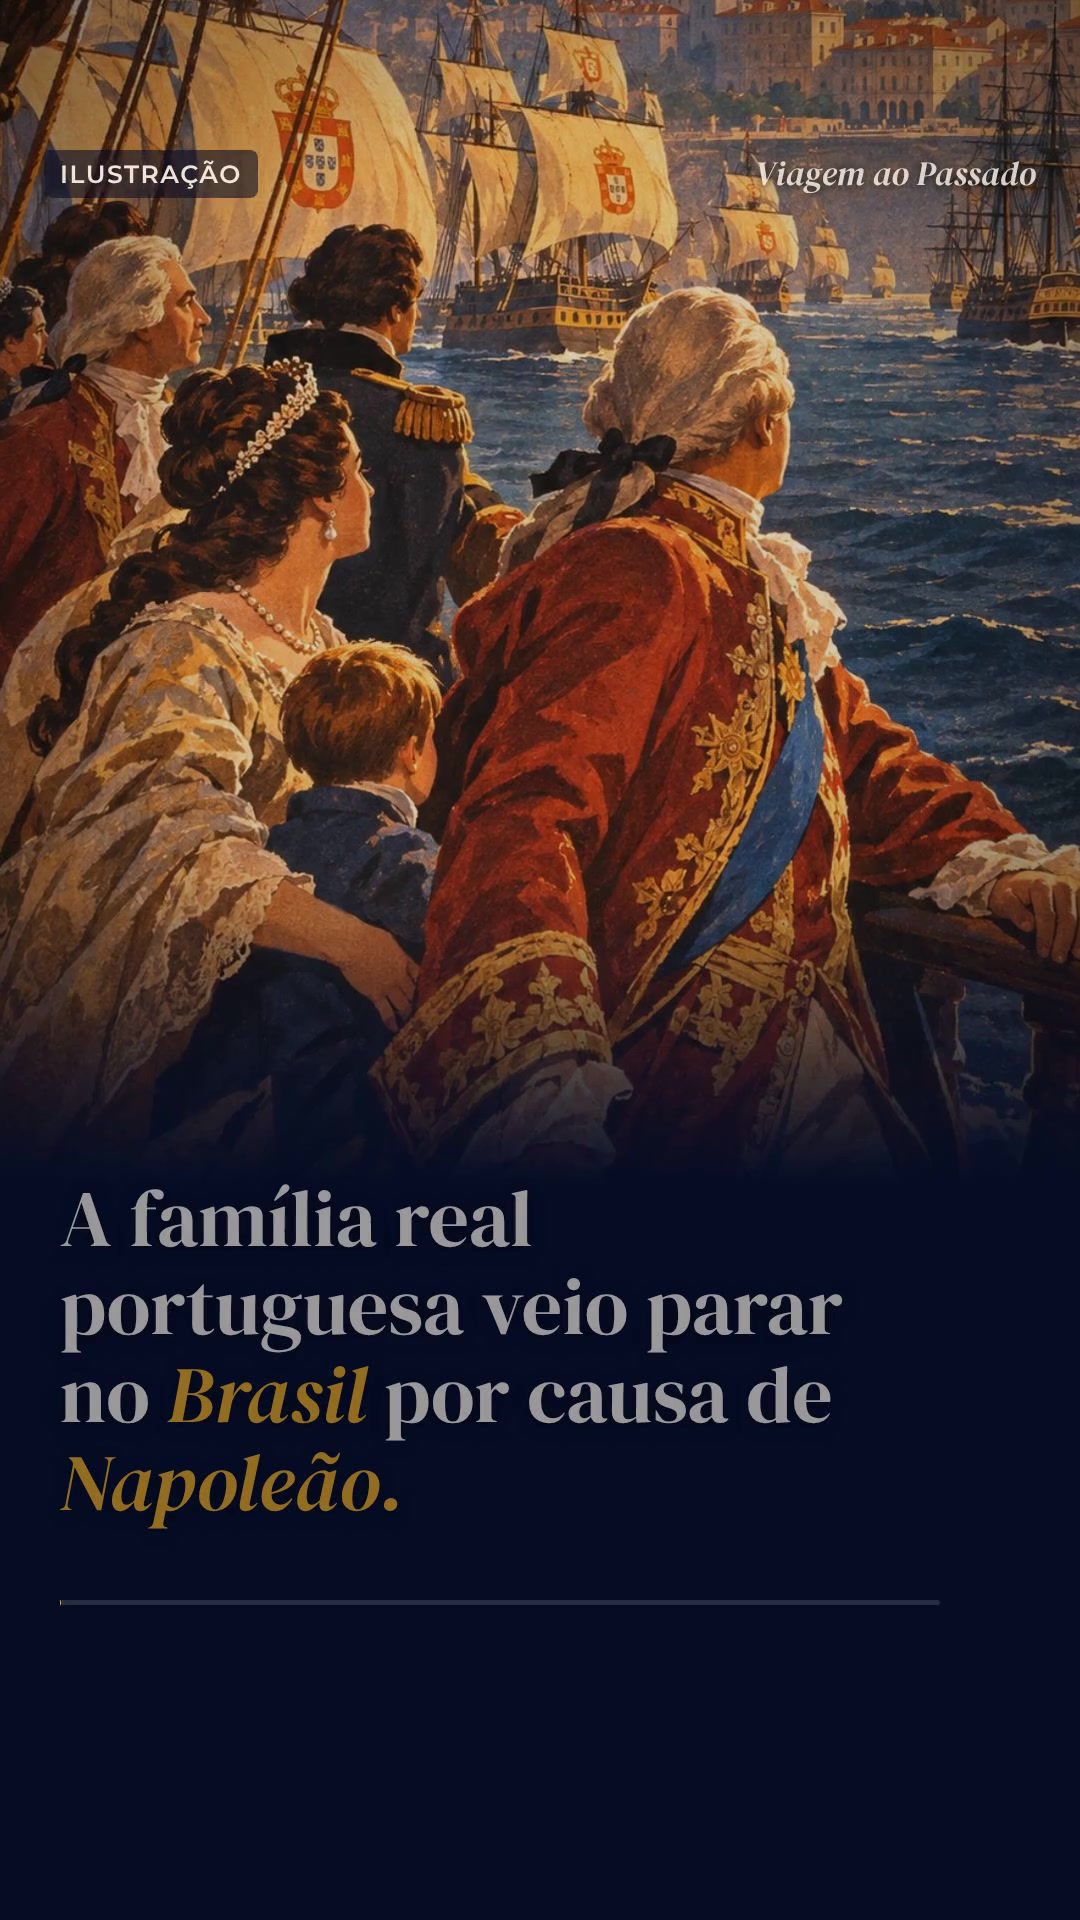 ILUSTRAÇÃO
Viagem ao Passado
A família real
portuguesa veio parar
no Brasil por causa de
Napoleão.